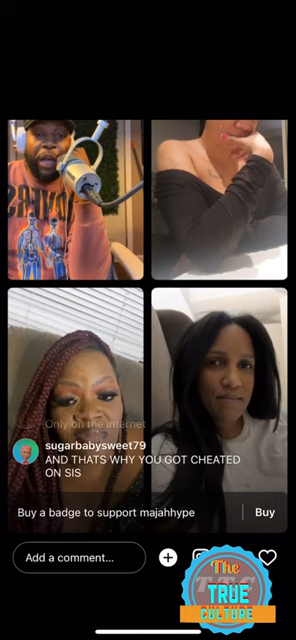 Only on the internet
sugarbabysweet79
AND THATS WHY YOU GOT CHEATED
ON SIS
Buy a badge to support majahhype
Buy
Add a comment...
The
TRUE
CULTURE